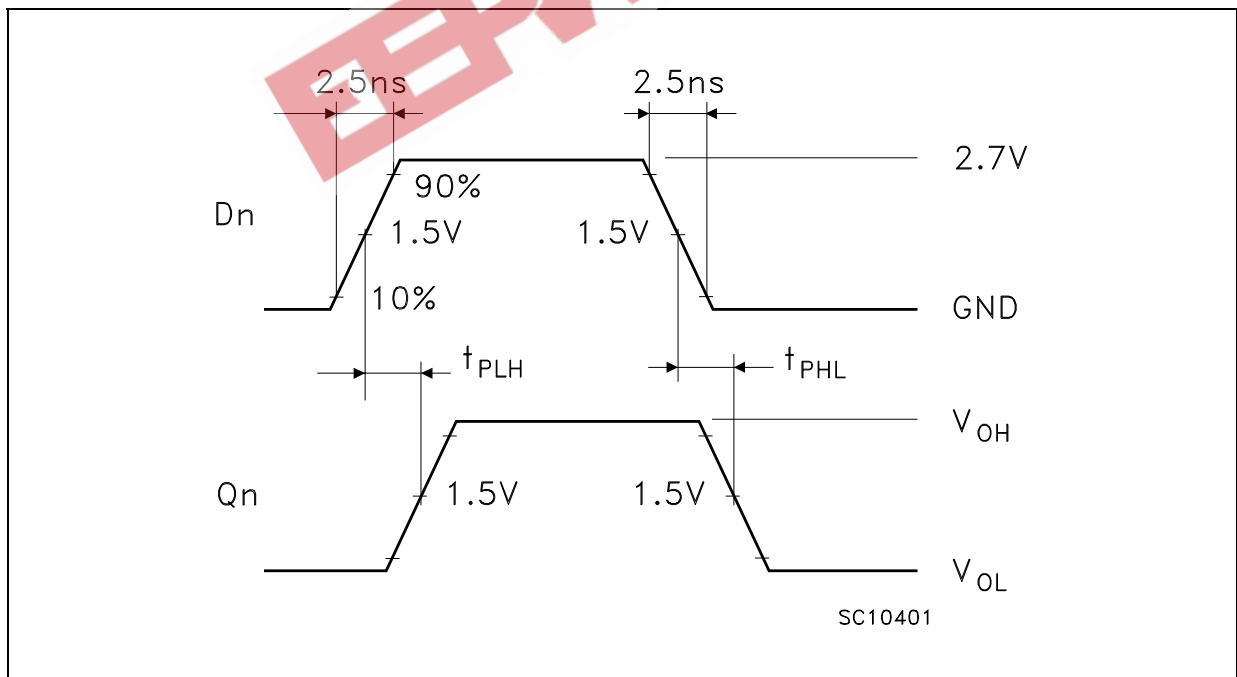 2.5ns 2.5ns
2.7V
90%
Dn 1.5V 1.5V
10% GND
tPLH tPHL
VOH
Qn 1.5V 1.5V
VOL
SC10401